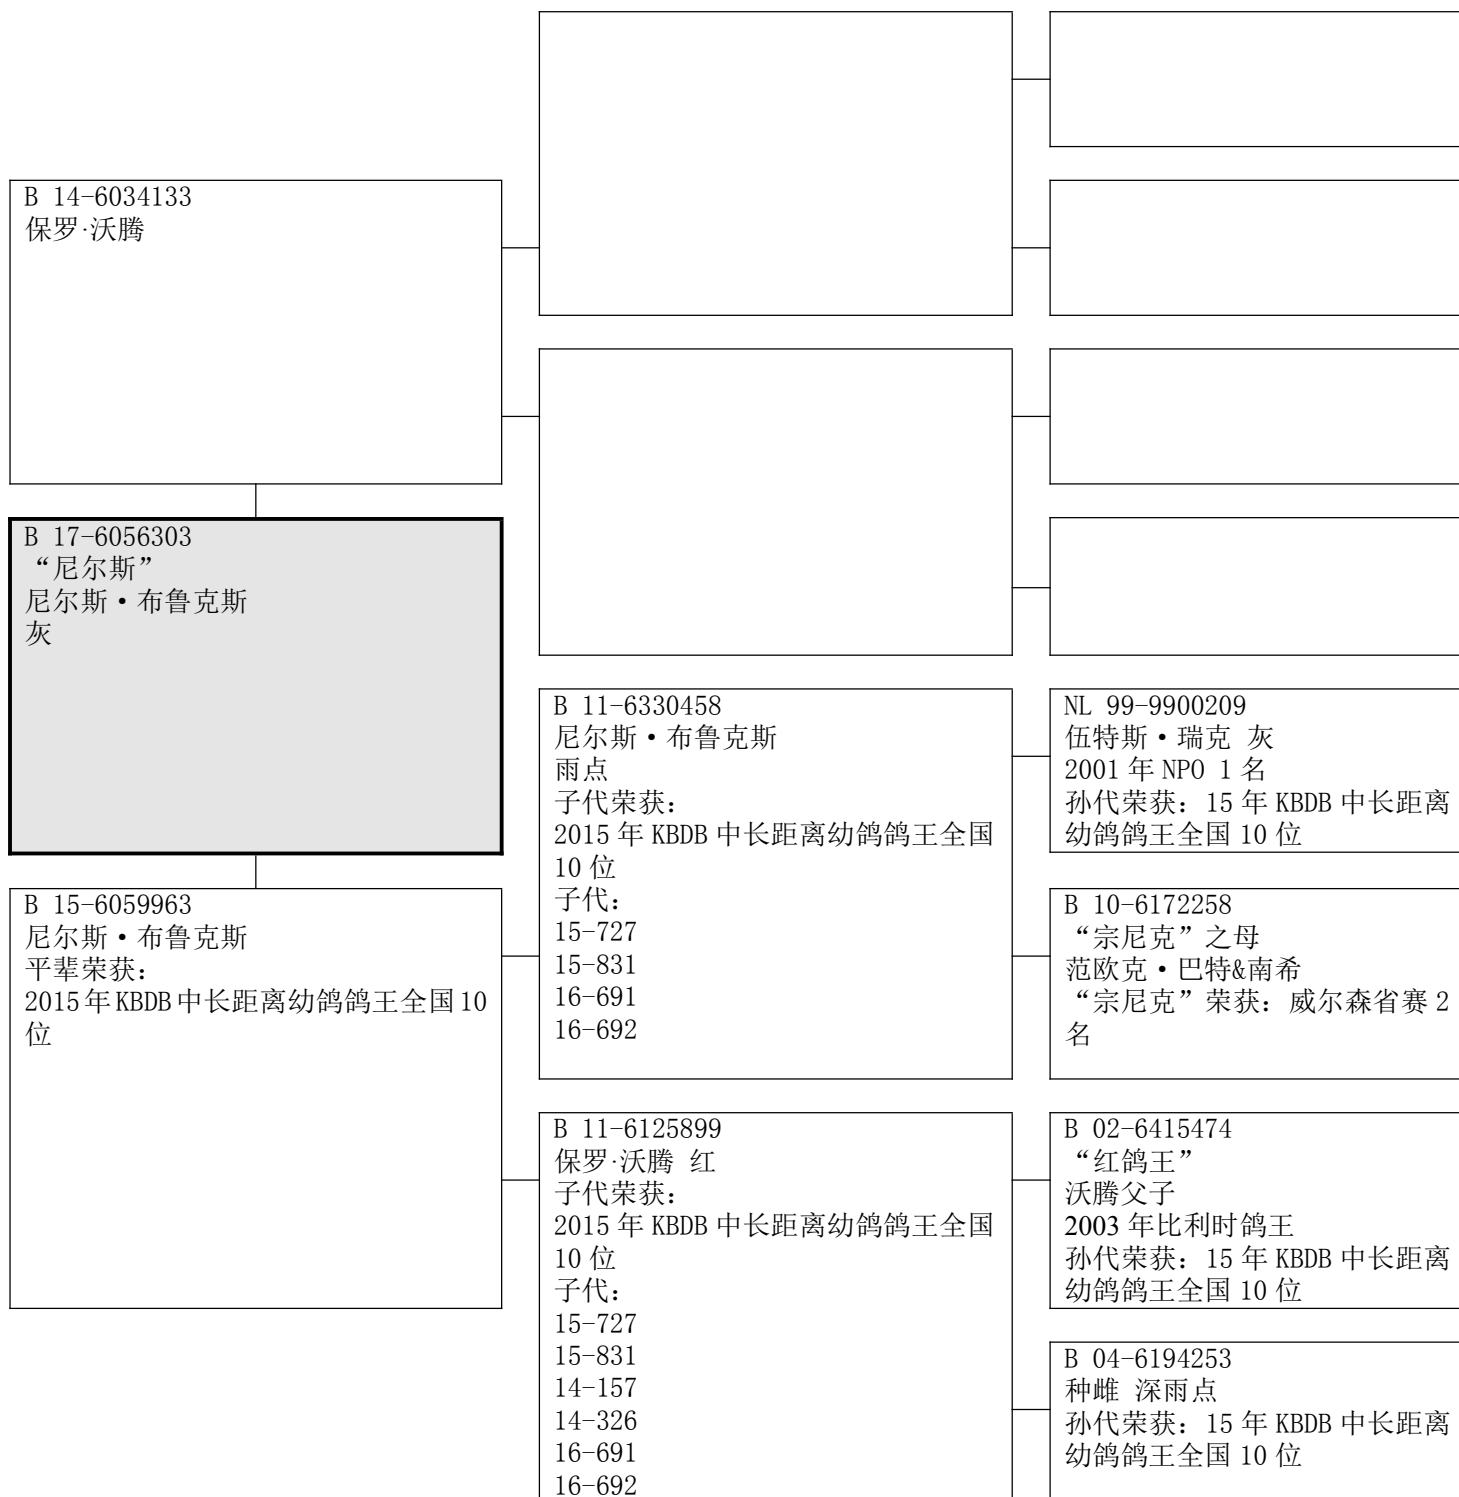 B 14-6034133
保罗·沃腾
B 17-6056303
“尼尔斯”
尼尔斯•布鲁克斯
灰
B 15-6059963
尼尔斯•布鲁克斯
平辈荣获：
2015年KBDB中长距离幼鸽鸽王全国10
位
B 11-6330458
尼尔斯•布鲁克斯
雨点
子代荣获：
2015 年 KBDB 中长距离幼鸽鸽王全国
10 位
子代：
15-727
15-831
16-691
16-692
B 11-6125899
保罗·沃腾 红
子代荣获：
2015 年 KBDB 中长距离幼鸽鸽王全国
10 位
子代：
15-727
15-831
14-157
14-326
16-691
16-692
NL 99-9900209
伍特斯•瑞克 灰
2001 年 NPO 1 名
孙代荣获：15 年 KBDB 中长距离
幼鸽鸽王全国 10 位
B 10-6172258
“宗尼克”之母
范欧克•巴特&南希
“宗尼克”荣获：威尔森省赛 2
名
B 02-6415474
“红鸽王”
沃腾父子
2003 年比利时鸽王
孙代荣获：15 年 KBDB 中长距离
幼鸽鸽王全国 10 位
B 04-6194253
种雌 深雨点
孙代荣获：15 年 KBDB 中长距离
幼鸽鸽王全国 10 位